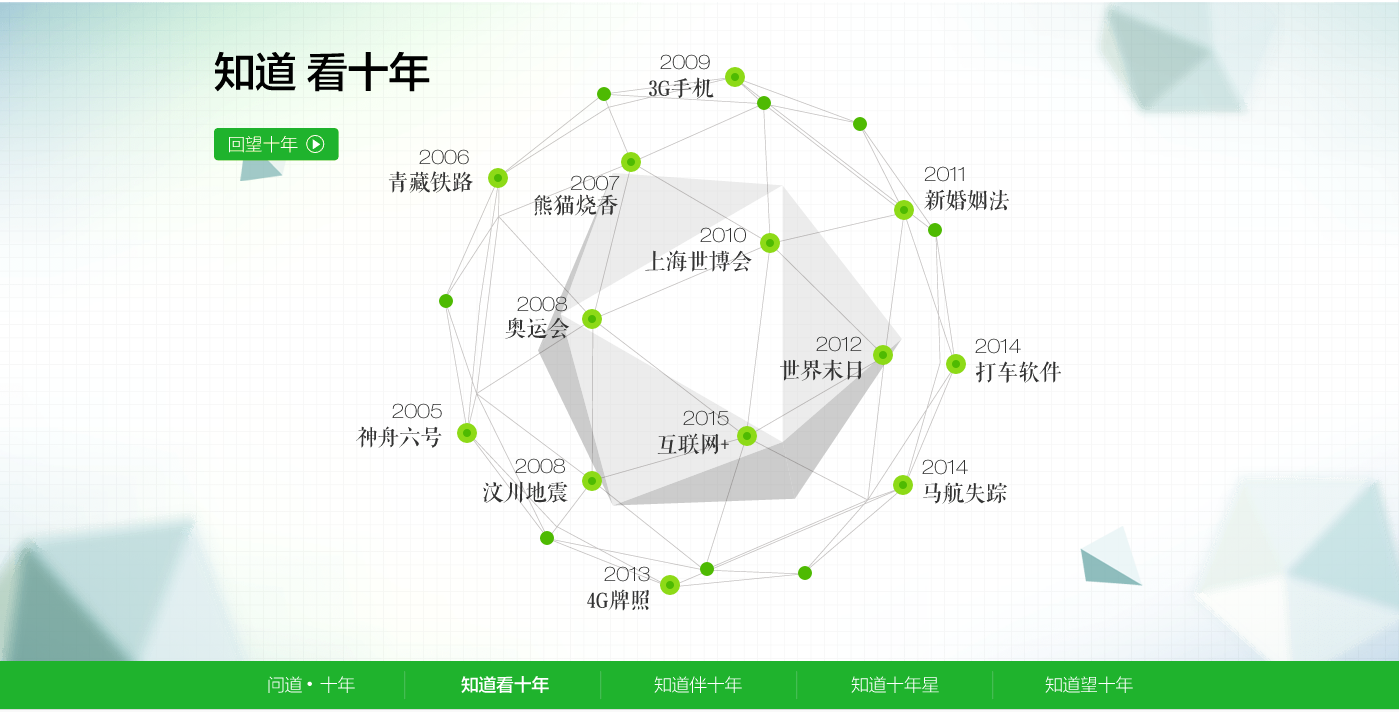 知道 看十年
回望十年
2009
3G手机
2006
青藏铁路
2007
熊猫烧香
2011
新婚姻法
2010
上海世博会
2008
奥运会
2012
世界末日
2014
打车软件
2005
神舟六号
2015
互联网+
2008
汶川地震
2014
马航失踪
2013
4G牌照
问道·十年
知道看十年
知道伴十年
知道十年星
知道望十年